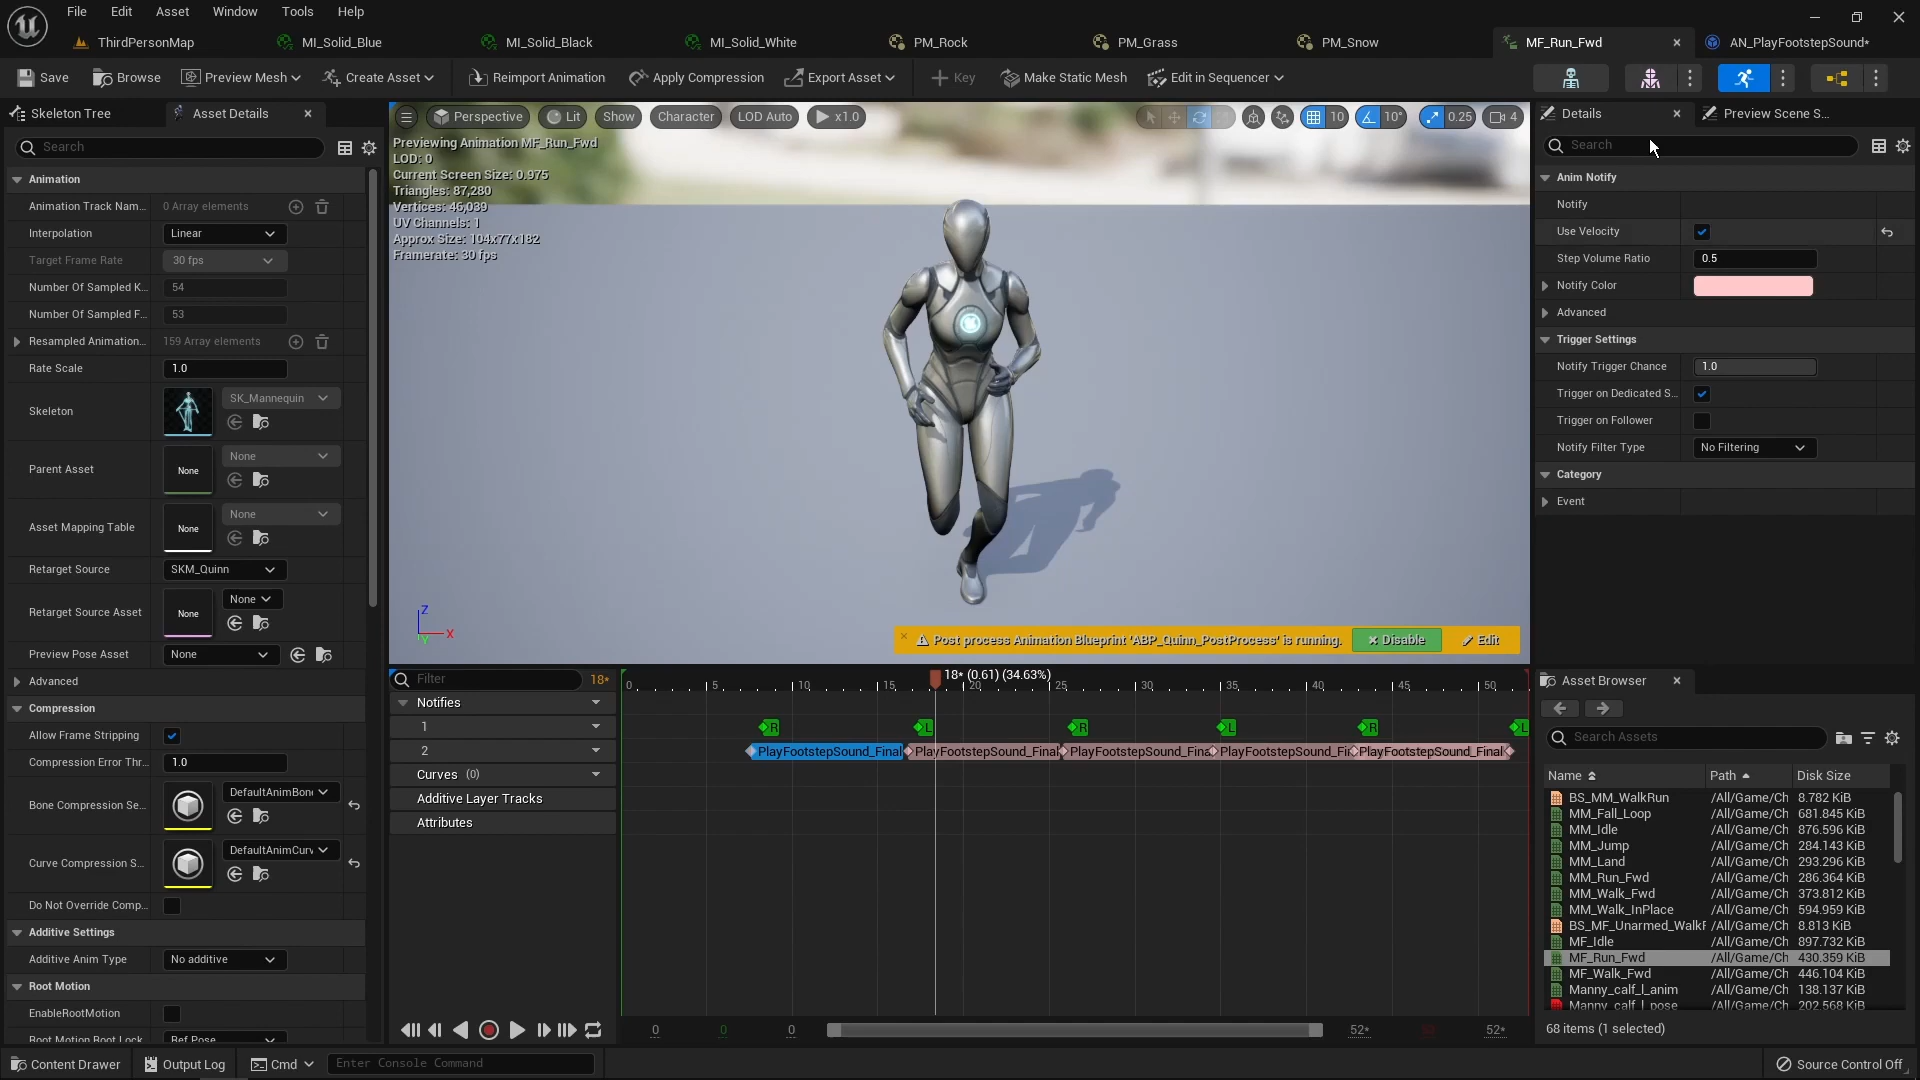 File Edit Asset Window Tools Help
ThirdPersonMap MI_Solid_Blue MI_Solid_Black MI_Solid_White PM_Rock PM_Grass PM_Snow MF_Run_Fwd AN_PlayFootstepSound*
Save Browse Preview Mesh Create Asset Reimport Animation Apply Compression Export Asset Key Make Static Mesh Edit in Sequencer
Skeleton Tree Asset Details
Search
Animation
Animation Track Nam... 0 Array elements
Interpolation Linear
Target Frame Rate 30 fps
Number Of Sampled K... 54
Number Of Sampled F... 53
Resampled Animation... 159 Array elements
Rate Scale 1.0
Skeleton SK_Mannequin
Parent Asset None None
Asset Mapping Table None None
Retarget Source SKM_Quinn
Retarget Source Asset None None
Preview Pose Asset None
Advanced
Compression
Allow Frame Stripping
Compression Error Thr... 1.0
Bone Compression Se... DefaultAnimBon
Curve Compression S... DefaultAnimCurv
Do Not Override Comp...
Additive Settings
Additive Anim Type No additive
Root Motion
EnableRootMotion
Root Motion Root Lock Ref Pose
Perspective Lit Show Character LOD Auto x1.0 10 10° 0.25 4
Previewing Animation MF_Run_Fwd
LOD: 0
Current Screen Size: 0.975
Triangles: 87,280
Vertices: 46,039
UV Channels: 1
Approx Size: 104x77x182
Framerate: 30 fps
Z
X
Y
Post process Animation Blueprint 'ABP_Quinn_PostProcess' is running. Disable Edit
Filter 18*
18* (0.61) (34.63%)
0 5 10 15 20 25 30 35 40 45 50
Notifies
1 R L R L R L
2 PlayFootstepSound_Final PlayFootstepSound_Final PlayFootstepSound_Fina PlayFootstepSound_Fin PlayFootstepSound_Final
Curves (0)
Additive Layer Tracks
Attributes
0 0 0 52* 52*
Details Preview Scene S...
Search
Anim Notify
Notify
Use Velocity
Step Volume Ratio 0.5
Notify Color
Advanced
Trigger Settings
Notify Trigger Chance 1.0
Trigger on Dedicated S...
Trigger on Follower
Notify Filter Type No Filtering
Category
Event
Asset Browser
Search Assets
Name Path Disk Size
BS_MM_WalkRun /All/Game/Ch 8.782 KiB
MM_Fall_Loop /All/Game/Ch 681.845 KiB
MM_Idle /All/Game/Ch 876.596 KiB
MM_Jump /All/Game/Ch 284.143 KiB
MM_Land /All/Game/Ch 293.296 KiB
MM_Run_Fwd /All/Game/Ch 286.364 KiB
MM_Walk_Fwd /All/Game/Ch 373.812 KiB
MM_Walk_InPlace /All/Game/Ch 594.959 KiB
BS_MF_Unarmed_WalkF /All/Game/Ch 8.813 KiB
MF_Idle /All/Game/Ch 897.732 KiB
MF_Run_Fwd /All/Game/Ch 430.359 KiB
MF_Walk_Fwd /All/Game/Ch 446.104 KiB
Manny_calf_l_anim /All/Game/Ch 138.137 KiB
Manny_calf_l_pose /All/Game/Ch 202.568 KiB
68 items (1 selected)
Content Drawer Output Log Cmd Enter Console Command Source Control Off